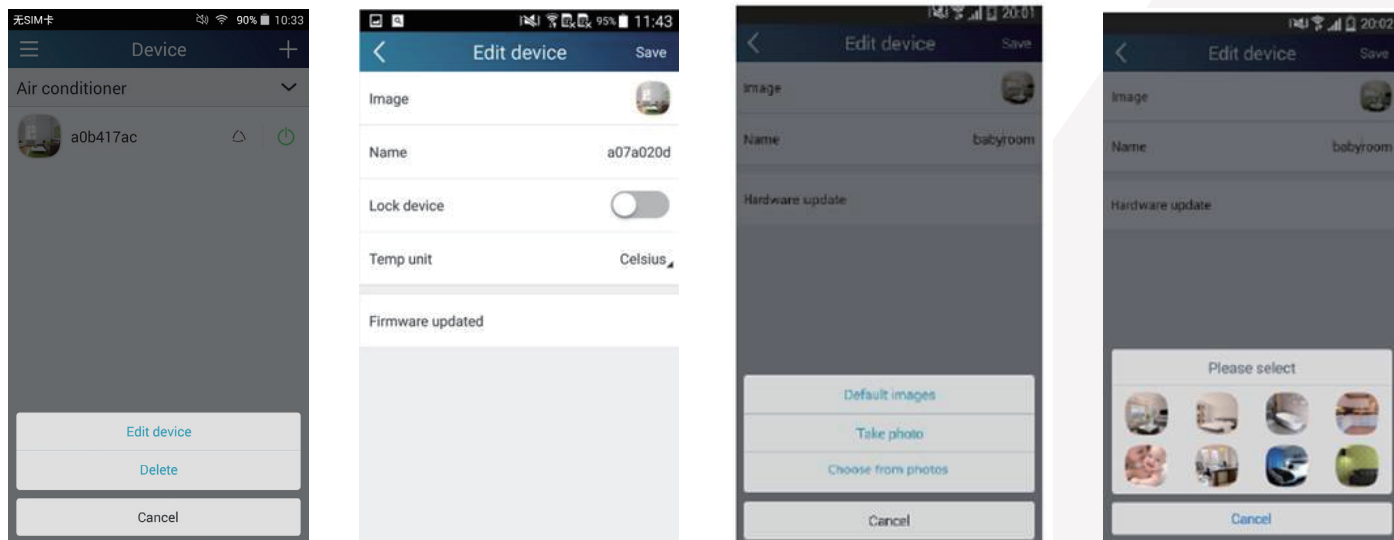 无SIM卡 90% 10:33
Device
Air conditioner
a0b417ac
Edit device
Delete
Cancel
95% 11:43
Edit device Save
Image
Name a07a020d
Lock device
Temp unit Celsius
Firmware updated
20:01
Edit device Save
Image
Name babyroom
Hardware update
Default images
Take photo
Choose from photos
Cancel
20:02
Edit device Save
Image
Name babyroom
Hardware update
Please select
Cancel